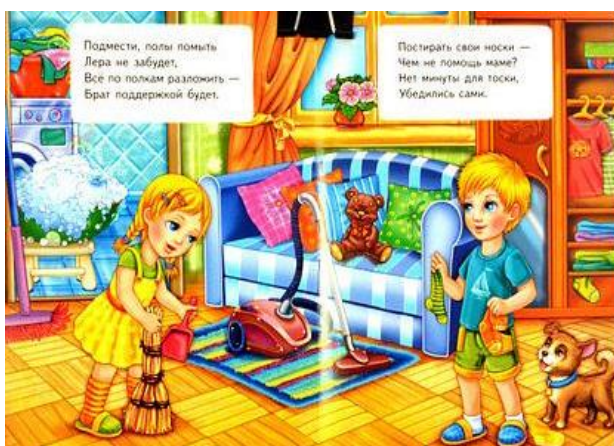 Подмести, полы помыть
Лера не забудет,
Всё по полкам разложить —
Брат поддержкой будет.
Постирать свои носки —
Чем не помощь маме?
Нет минуты для тоски,
Убедились сами.